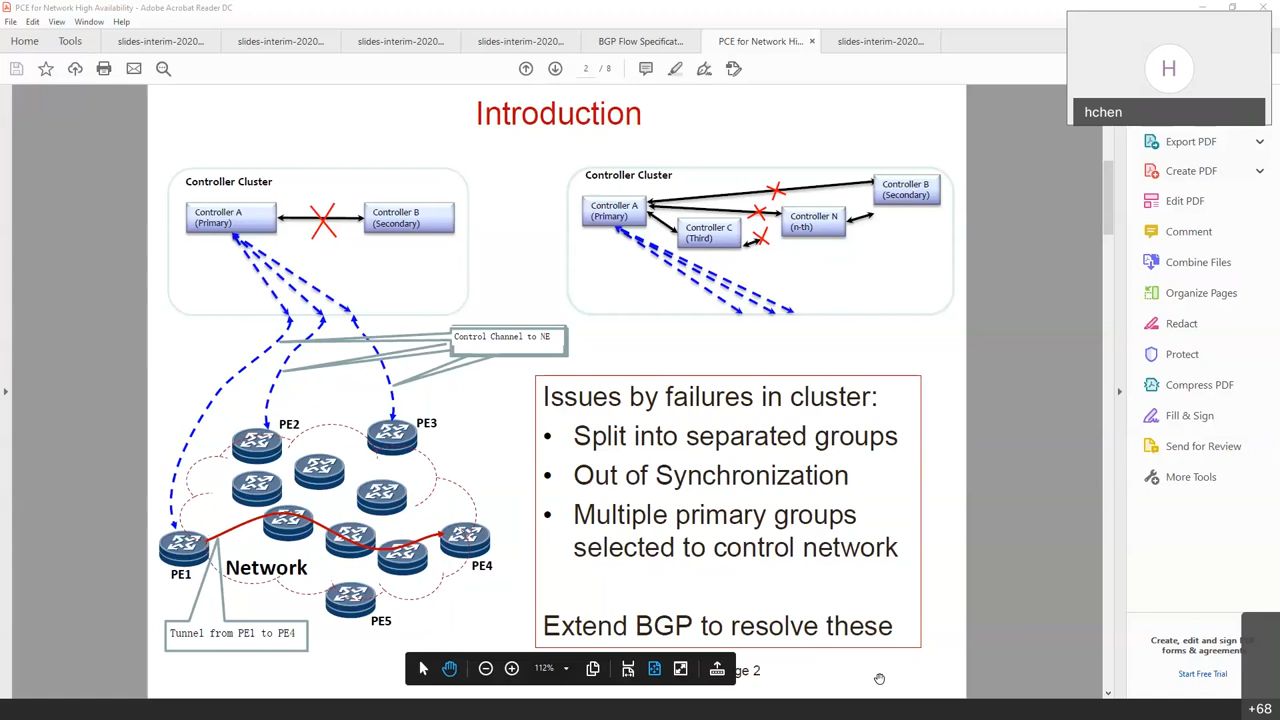 PCE for Network High Availability - Adobe Acrobat Reader DC
File Edit View Window Help
Home Tools slides-interim-2020... slides-interim-2020... slides-interim-2020... slides-interim-2020... BGP Flow Specificat... PCE for Network Hi... × slides-interim-2020...
2 / 8
H
hchen
Introduction
Controller Cluster
Controller A
(Primary)
Controller B
(Secondary)
Controller Cluster
Controller A
(Primary)
Controller B
(Secondary)
Controller C
(Third)
Controller N
(n-th)
Control Channel to NE
PE2
PE3
PE1
Network
PE4
PE5
Tunnel from PE1 to PE4
Issues by failures in cluster:
• Split into separated groups
• Out of Synchronization
• Multiple primary groups
selected to control network
Extend BGP to resolve these
112%
ge 2
Export PDF
Create PDF
Edit PDF
Comment
Combine Files
Organize Pages
Redact
Protect
Compress PDF
Fill & Sign
Send for Review
More Tools
Create, edit and sign PDF
forms & agreements
Start Free Trial
+68